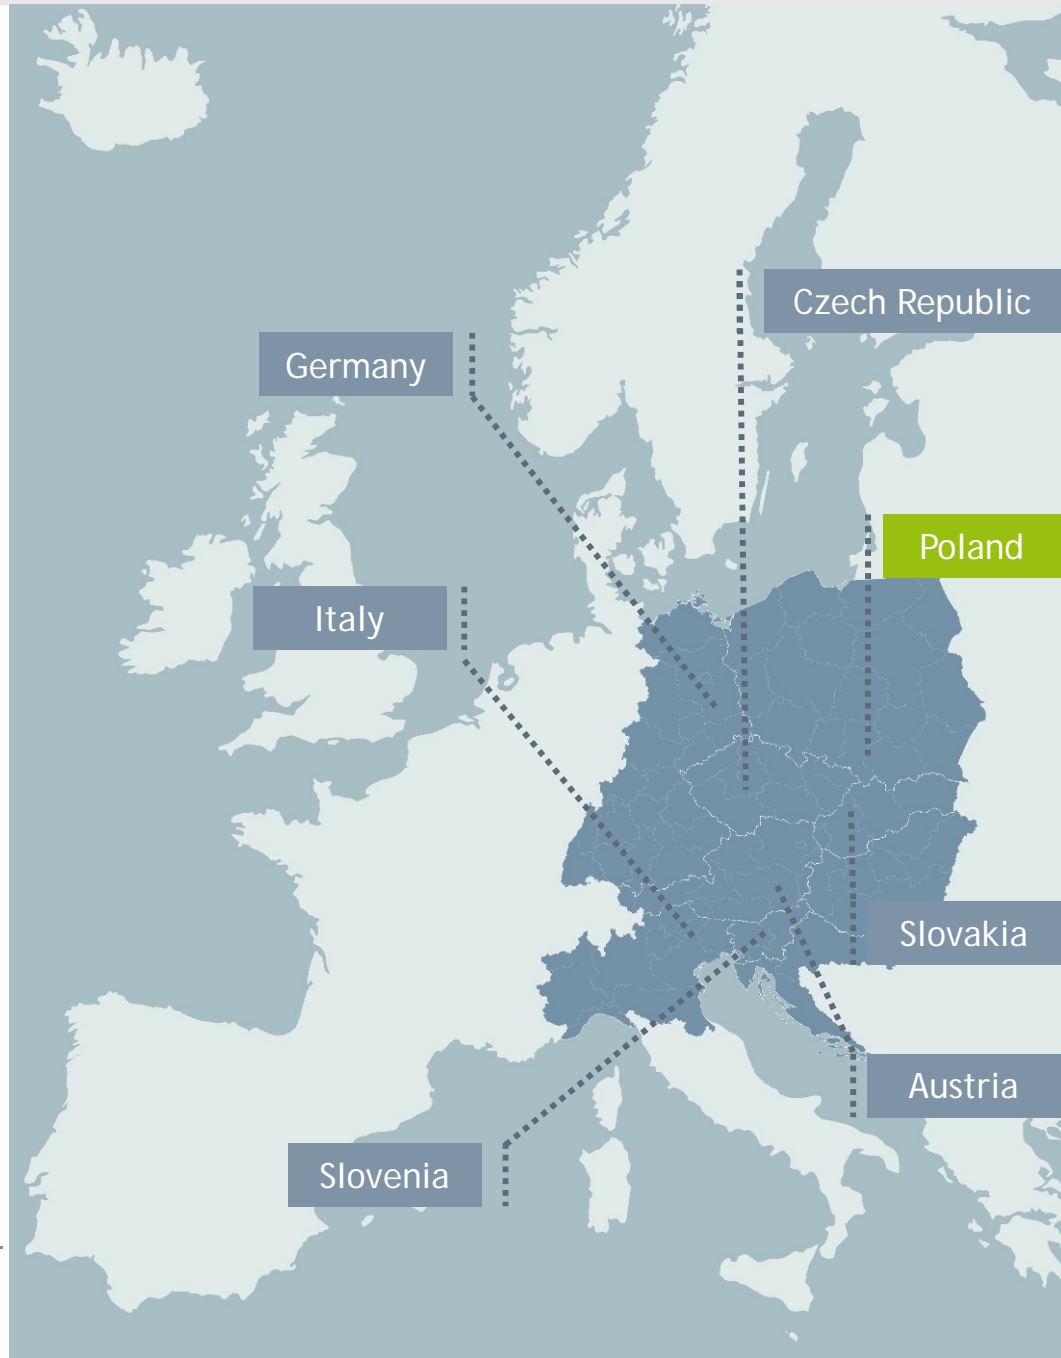 Czech Republic
Germany
Poland
Italy
Slovakia
Austria
Slovenia